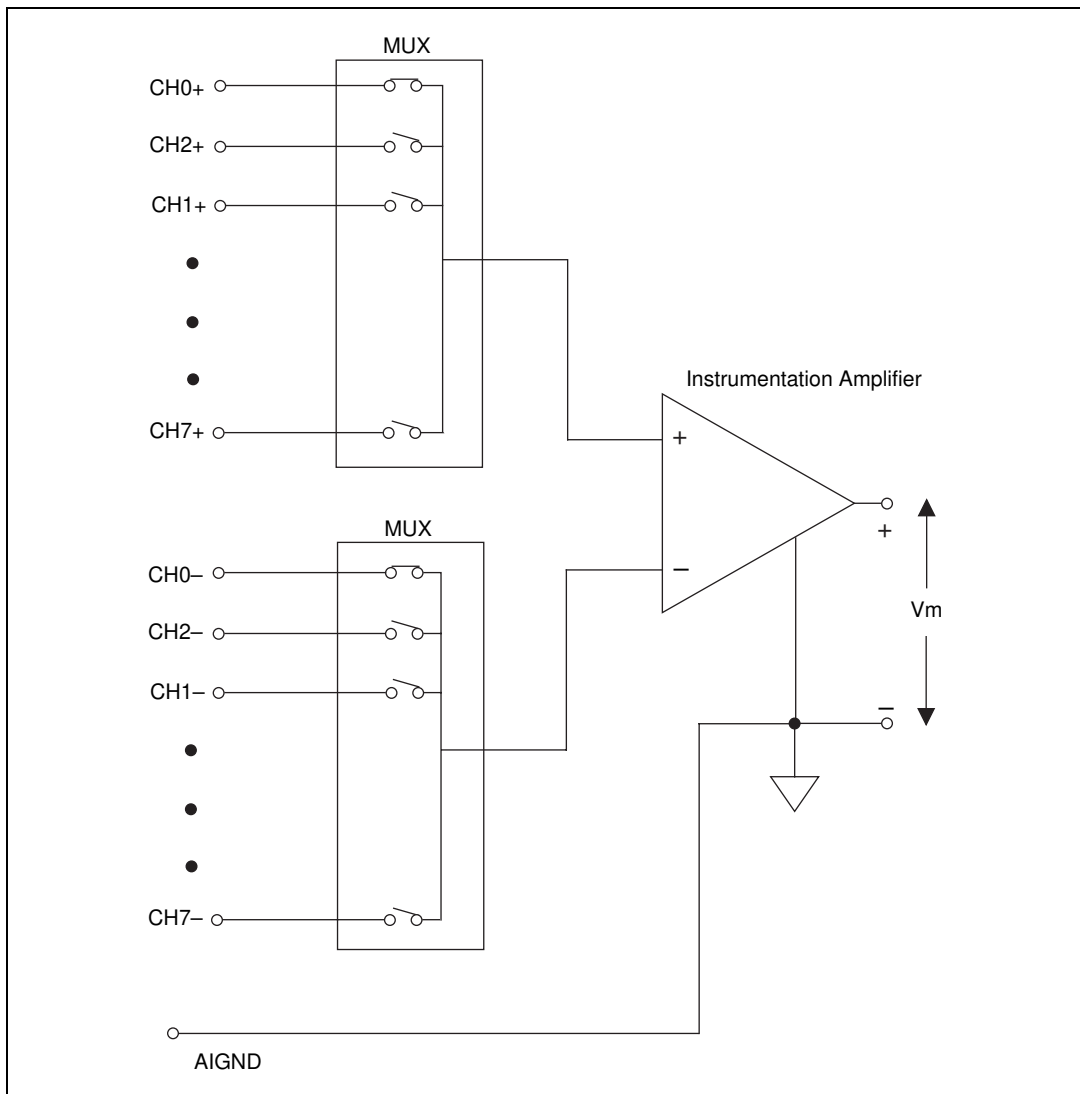 MUX
CH0+
CH2+
CH1+
CH7+
Instrumentation Amplifier
+
−
+
Vm
−
MUX
CH0−
CH2−
CH1−
CH7−
AIGND